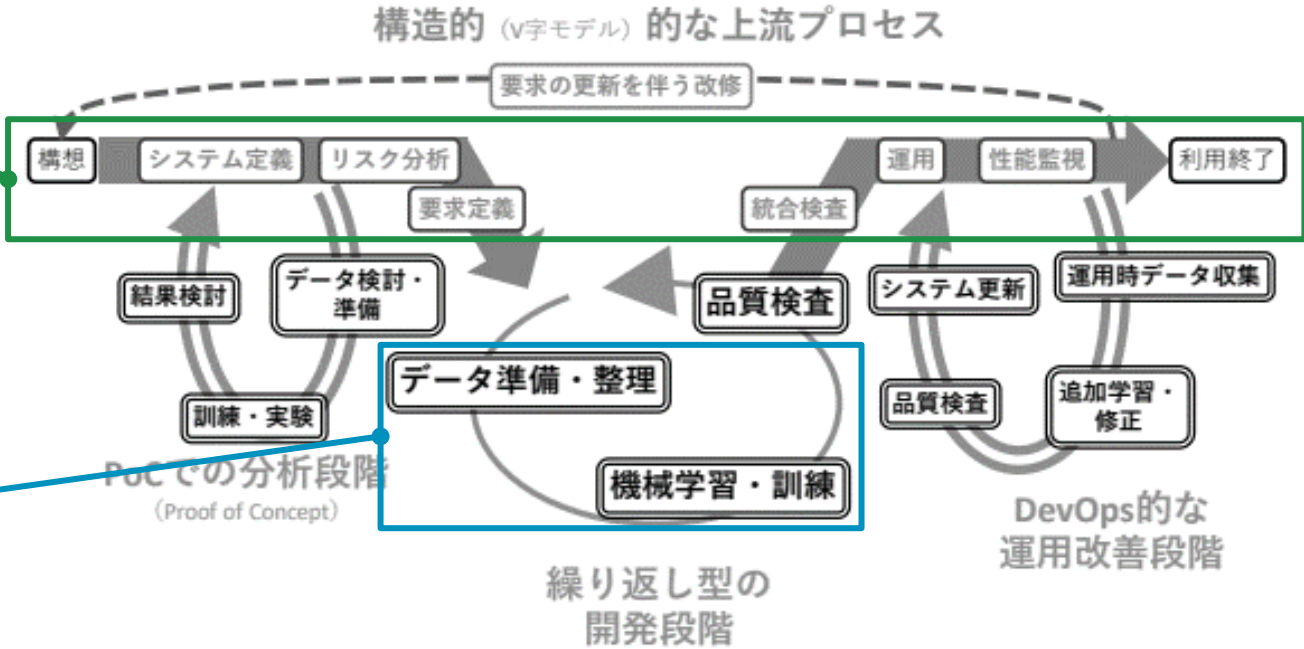 構造的（V字モデル）的な上流プロセス
要求の更新を伴う改修
構想
システム定義
リスク分析
要求定義
統合検査
運用
性能監視
利用終了
結果検討
データ検討・
準備
訓練・実験
PoCでの分析段階
（Proof of Concept）
データ準備・整理
品質検査
機械学習・訓練
繰り返し型の
開発段階
システム更新
運用時データ収集
品質検査
追加学習・
修正
DevOps的な
運用改善段階